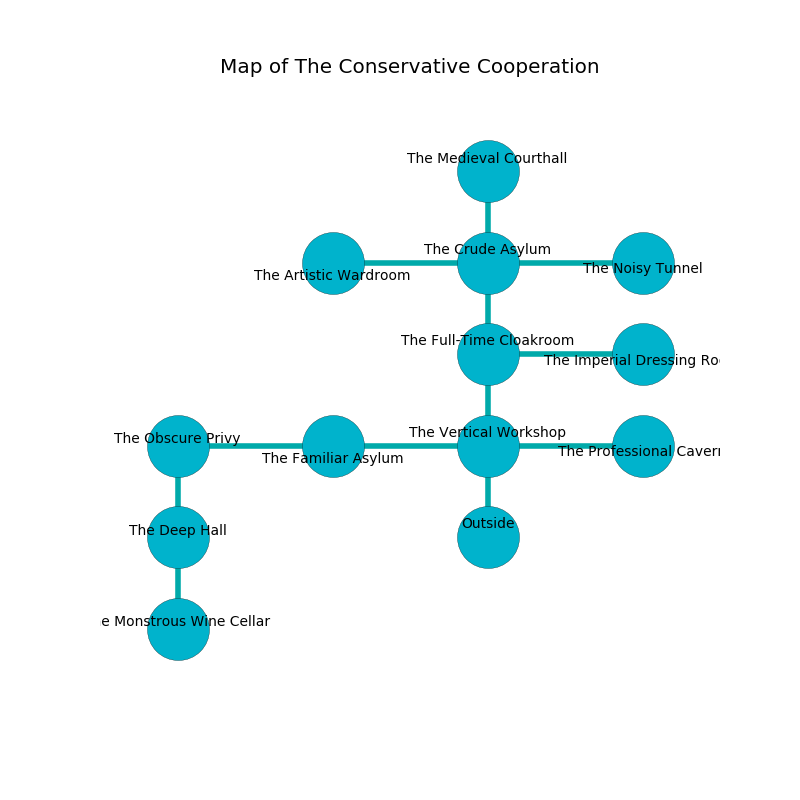 Map of The Conservative Cooperation
The Medieval Courthall
The Crude Asylum
The Artistic Wardroom
The Noisy Tunnel
The Full-Time Cloakroom
The Imperial Dressing Ro
The Obscure Privy
The Vertical Workshop
The Familiar Asylum
The Professional Cavern
Outside
The Deep Hall
e Monstrous Wine Cellar